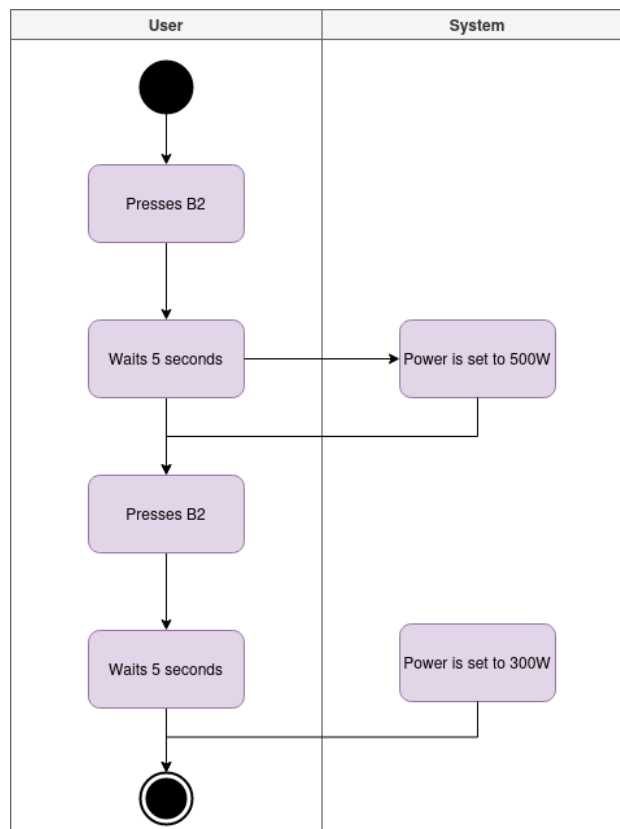 User
System
Presses B2
Waits 5 seconds
Power is set to 500W
Presses B2
Waits 5 seconds
Power is set to 300W